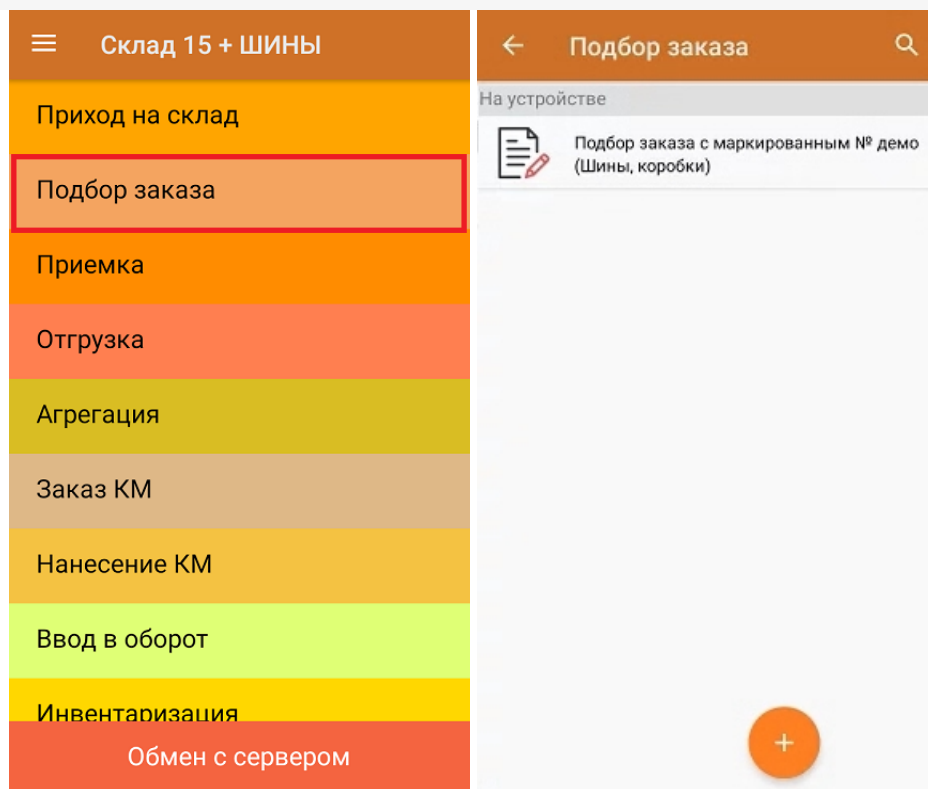 Склад 15 + ШИНЫ
Приход на склад
Подбор заказа
Приемка
Отгрузка
Агрегация
Заказ КМ
Нанесение КМ
Ввод в оборот
Инвентаризация
Обмен с сервером
Подбор заказа
На устройстве
Подбор заказа с маркированным № демо
(Шины, коробки)